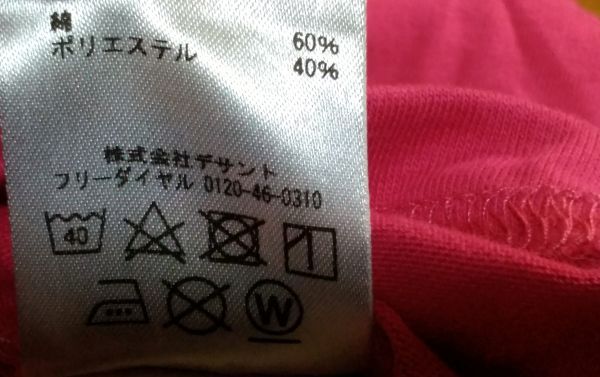 綿 60%
ポリエステル 40%
株式会社デサント
フリーダイヤル 0120-46-0310
40
W